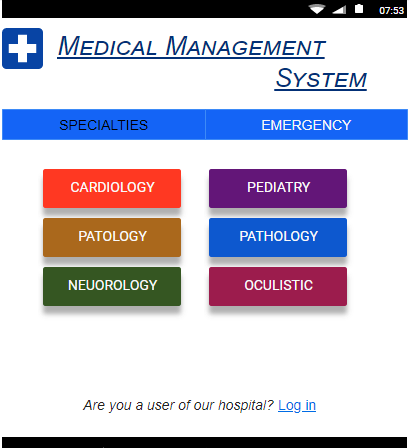 07:53
Medical Management
System
SPECIALTIES EMERGENCY
CARDIOLOGY PEDIATRY
PATOLOGY PATHOLOGY
NEUOROLOGY OCULISTIC
Are you a user of our hospital? Log in